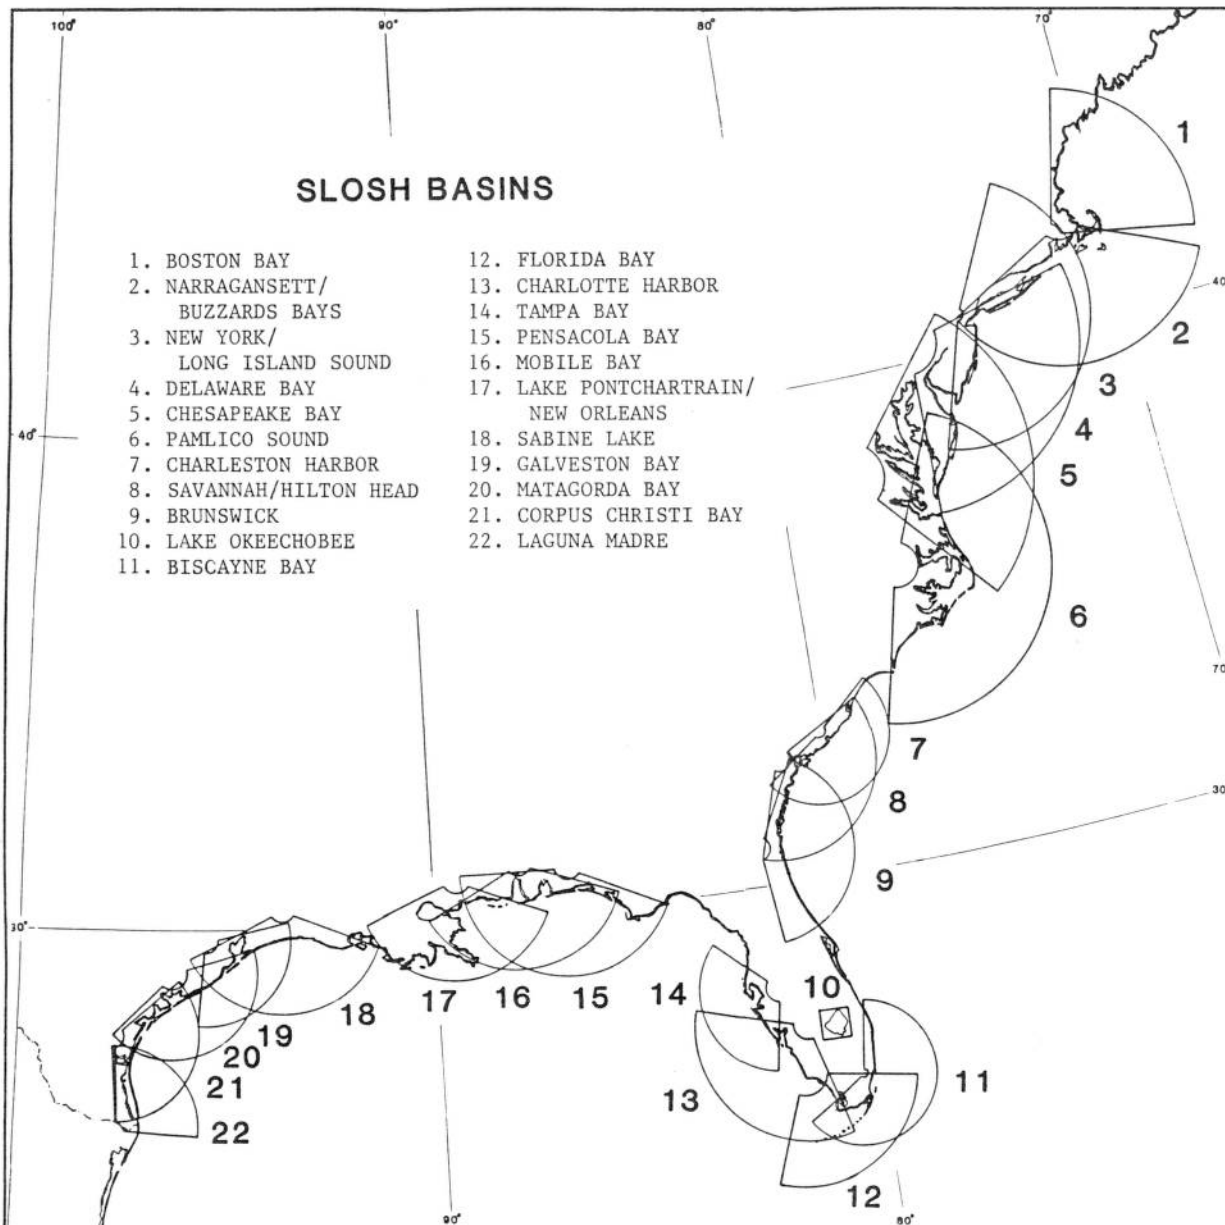 100° 90° 80° 70°
SLOSH BASINS
1. BOSTON BAY
2. NARRAGANSETT/
BUZZARDS BAYS
3. NEW YORK/
LONG ISLAND SOUND
4. DELAWARE BAY
5. CHESAPEAKE BAY
6. PAMLICO SOUND
7. CHARLESTON HARBOR
8. SAVANNAH/HILTON HEAD
9. BRUNSWICK
10. LAKE OKEECHOBEE
11. BISCAYNE BAY
12. FLORIDA BAY
13. CHARLOTTE HARBOR
14. TAMPA BAY
15. PENSACOLA BAY
16. MOBILE BAY
17. LAKE PONTCHARTRAIN/
NEW ORLEANS
18. SABINE LAKE
19. GALVESTON BAY
20. MATAGORDA BAY
21. CORPUS CHRISTI BAY
22. LAGUNA MADRE
1
40
2
3
4
40°
5
6
70
7
30
8
9
30°
10
14
17 16 15
18
19
20
11
21
13
22
12
90° 80°